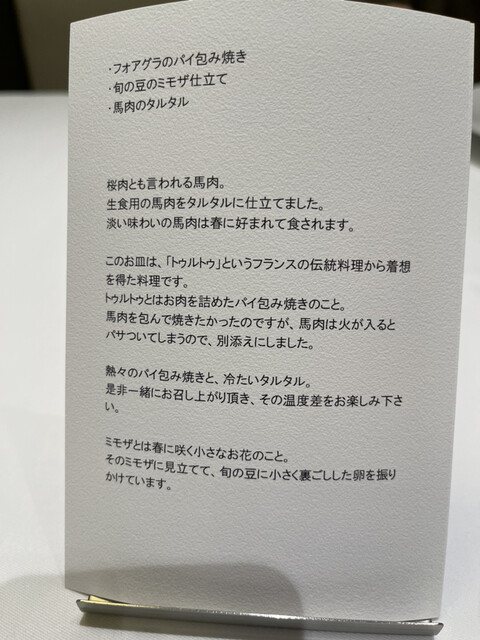 ・フォアグラのパイ包み焼き
・旬の豆のミモザ仕立て
・馬肉のタルタル
桜肉とも言われる馬肉。
生食用の馬肉をタルタルに仕立てました。
淡い味わいの馬肉は春に好まれて食されます。
このお皿は、「トゥルトゥ」というフランスの伝統料理から着想
を得た料理です。
トゥルトゥとはお肉を詰めたパイ包み焼きのこと。
馬肉を包んで焼きたかったのですが、馬肉は火が入ると
パサついてしまうので、別添えにしました。
熱々のパイ包み焼きと、冷たいタルタル。
是非一緒にお召し上がり頂き、その温度差をお楽しみ下さ
い。
ミモザとは春に咲く小さなお花のこと。
そのミモザに見立てて、旬の豆に小さく裏ごしした卵を振り
かけています。